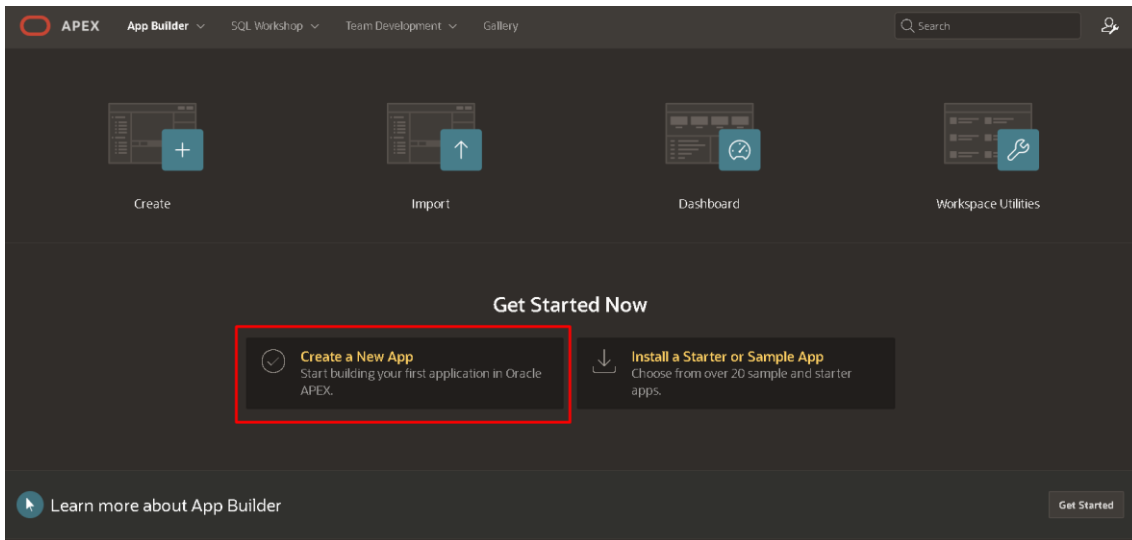 APEX App Builder SQL Workshop Team Development Gallery Search
Create Import Dashboard Workspace Utilities
Get Started Now
Create a New App
Start building your first application in Oracle
APEX.
Install a Starter or Sample App
Choose from over 20 sample and starter
apps.
Learn more about App Builder
Get Started